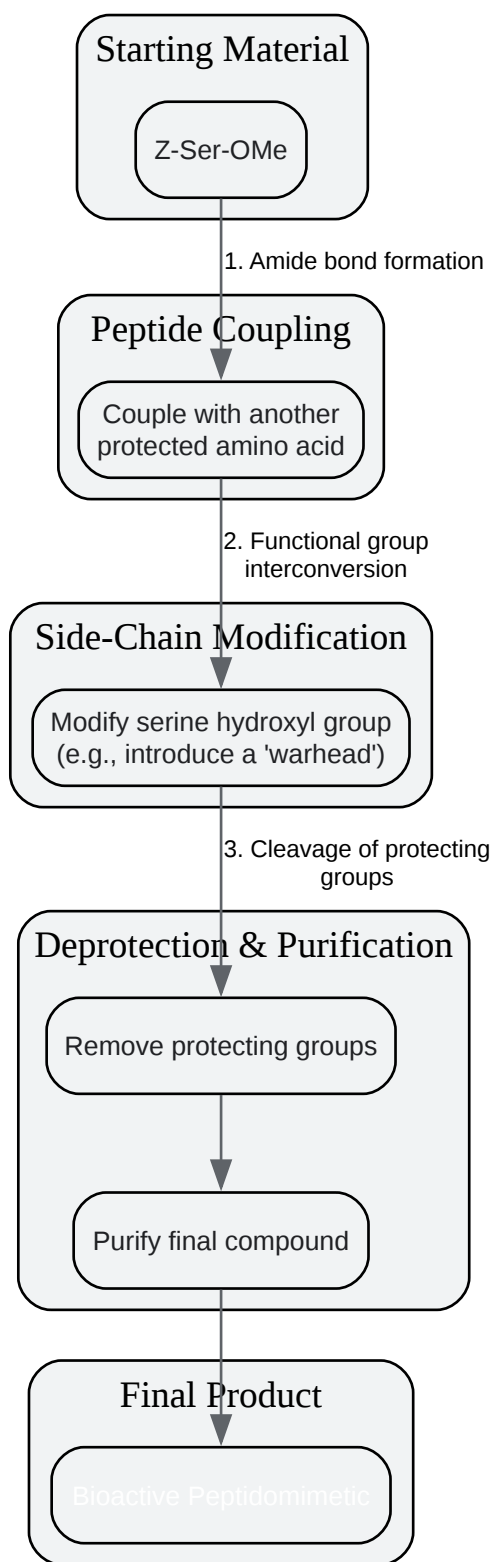 Starting Material
Z-Ser-OMe
1. Amide bond formation
Peptide Coupling
Couple with another
protected amino acid
2. Functional group
interconversion
Side-Chain Modification
Modify serine hydroxyl group
(e.g., introduce a 'warhead')
3. Cleavage of protecting
groups
Deprotection & Purification
Remove protecting groups
Purify final compound
Final Product
Bioactive Peptidomimetic